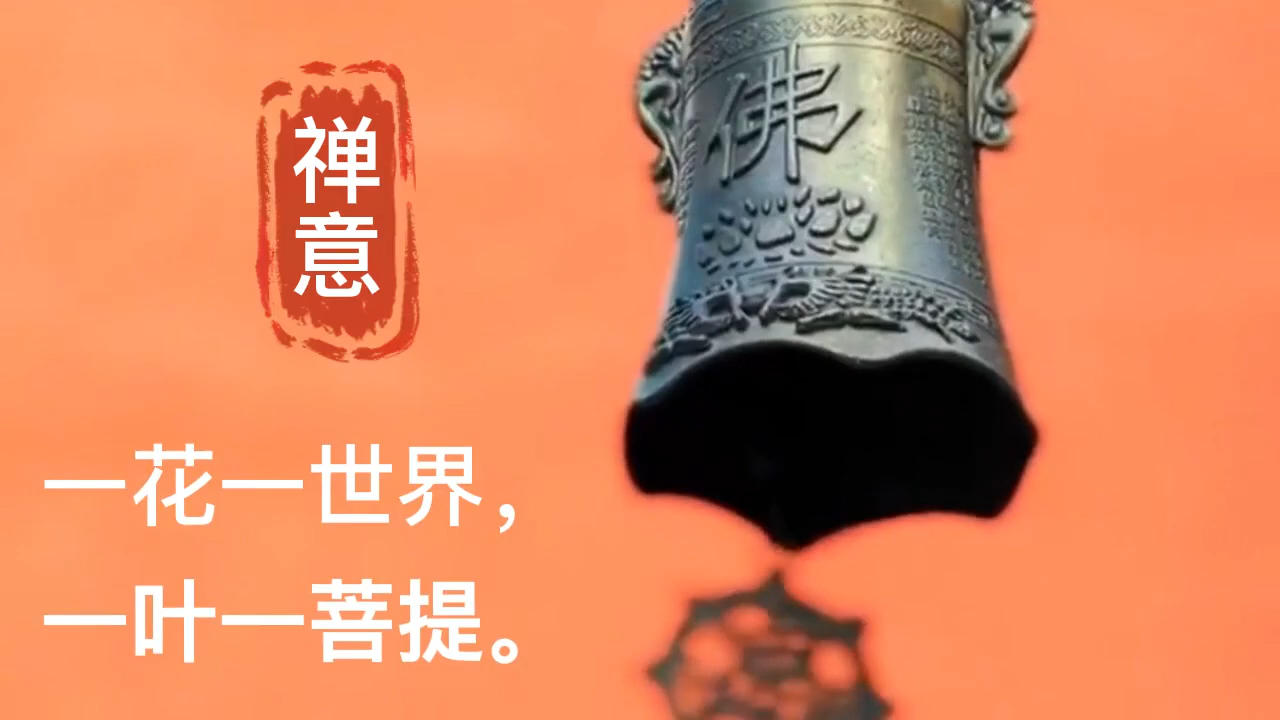 禅意
佛
一花一世界，
一叶一菩提。